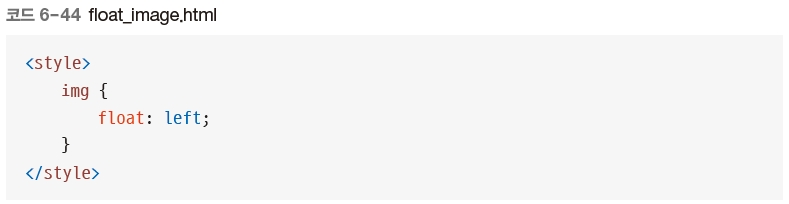 코드 6-44 float_image.html
<style>
    img {
        float: left;
    }
</style>